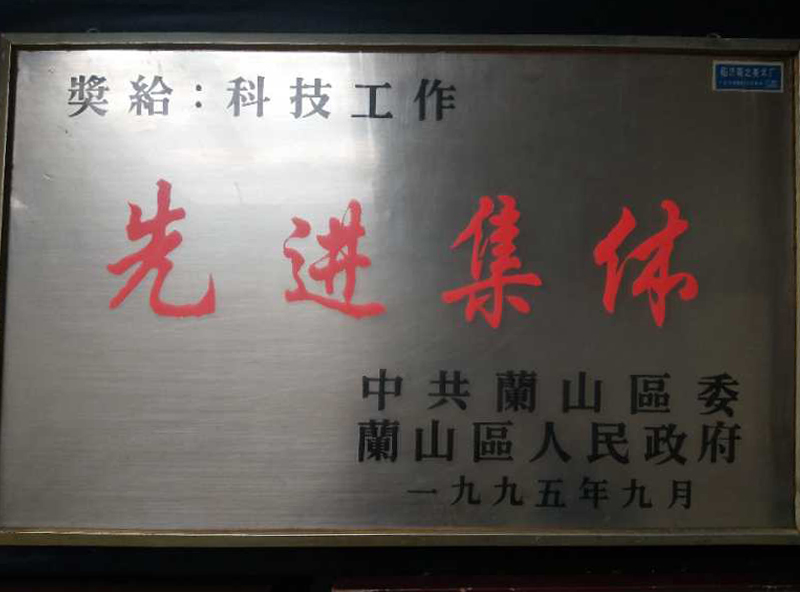 獎給：科技工作
先进集体
中共蘭山區委
蘭山區人民政府
一九九五年九月